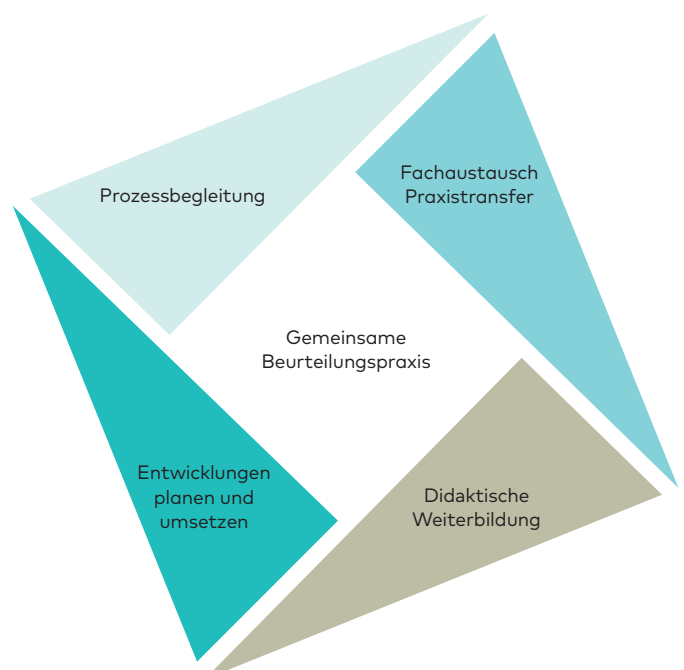 Prozessbegleitung
Fachaustausch
Praxistransfer
Gemeinsame
Beurteilungspraxis
Entwicklungen
planen und
umsetzen
Didaktische
Weiterbildung